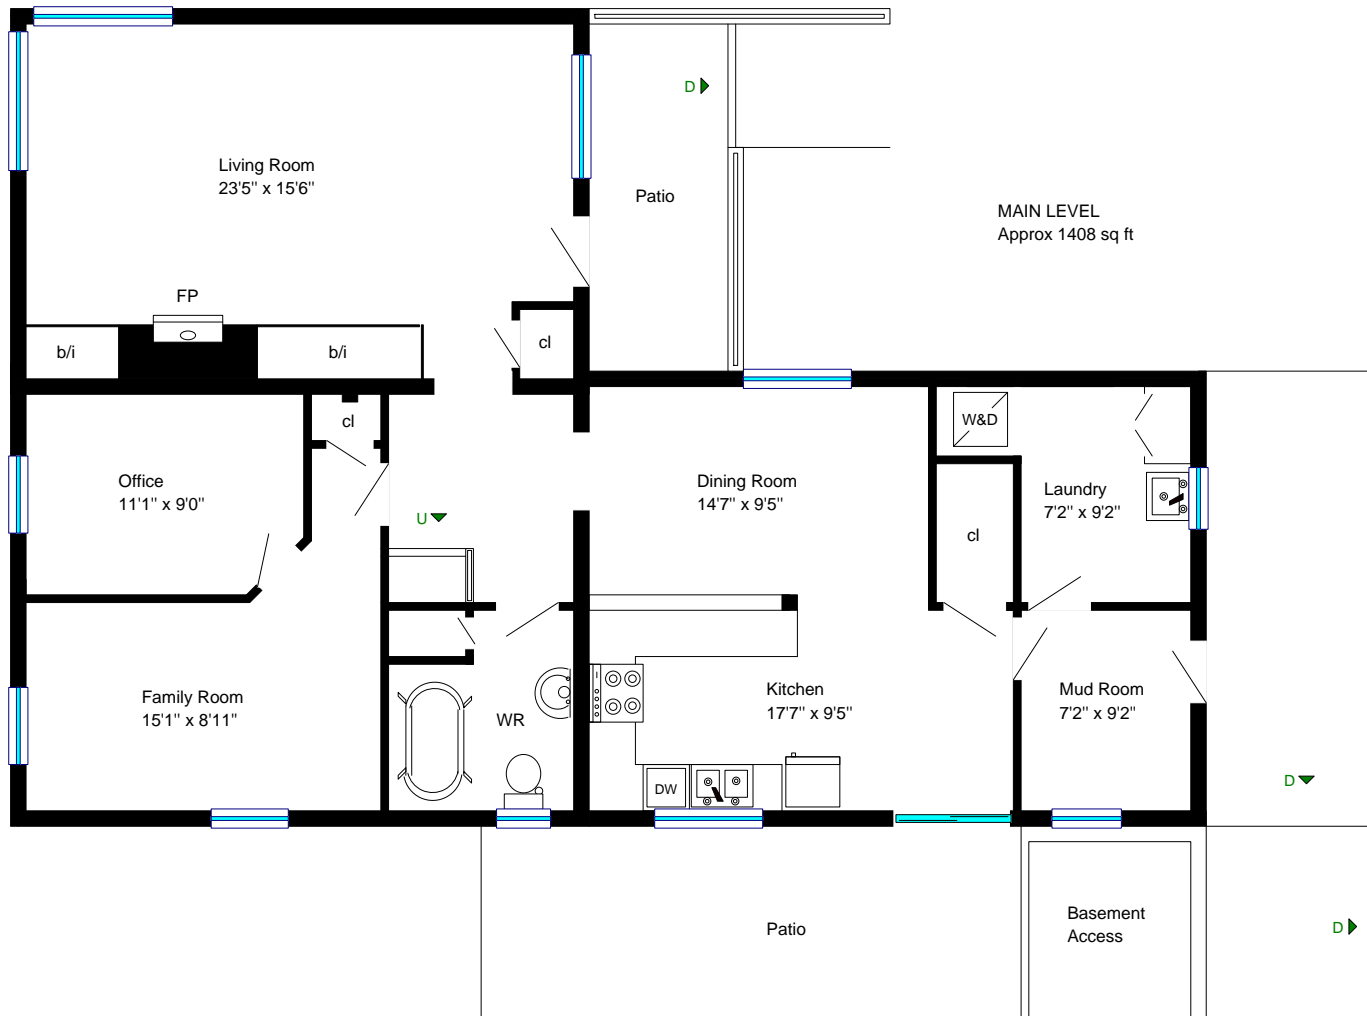 D
Living Room
23'5" x 15'6"
Patio
MAIN LEVEL
Approx 1408 sq ft
FP
b/i
b/i
cl
cl
W&D
Office
11'1" x 9'0"
Dining Room
14'7" x 9'5"
Laundry
7'2" x 9'2"
U
cl
Family Room
15'1" x 8'11"
WR
Kitchen
17'7" x 9'5"
Mud Room
7'2" x 9'2"
DW
D
Patio
Basement
Access
D